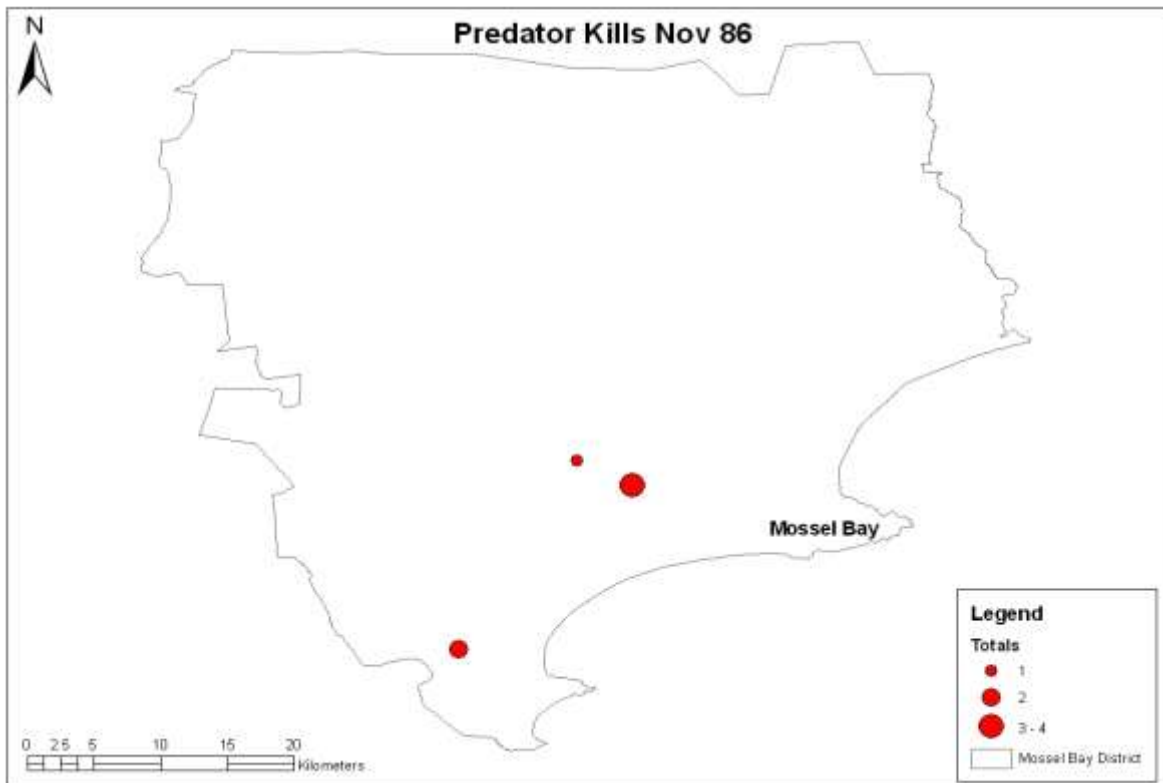 N
Predator Kills Nov 86
Mossel Bay
Legend
Totals
1
2
3 - 4
Mossel Bay District
0 2.5 5 10 15 20
Kilometers